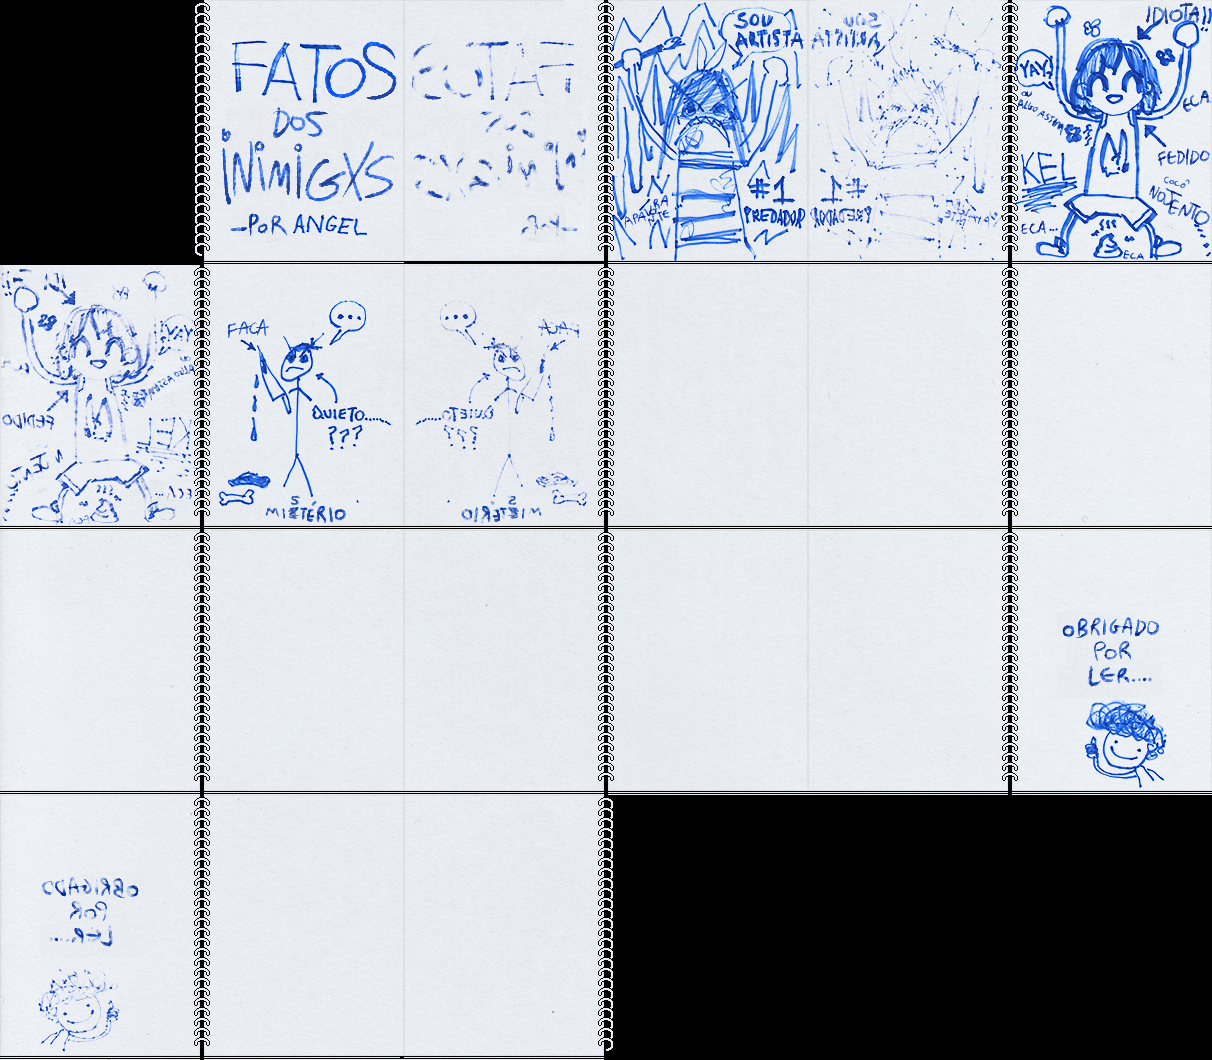 FATOS
DOS
INIMIGXS
-POR ANGEL
SOU
ARTISTA
#1
PREDADOR
IDIOTA!!
YAY!
OU
ALGO ASSIM
ECA
KEL
FEDIDO
COCÔ
NOJENTO
ECA...
ECA
...
FACA
QUIETO......
???
S
MISTÉRIO
OBRIGADO
POR
LER....